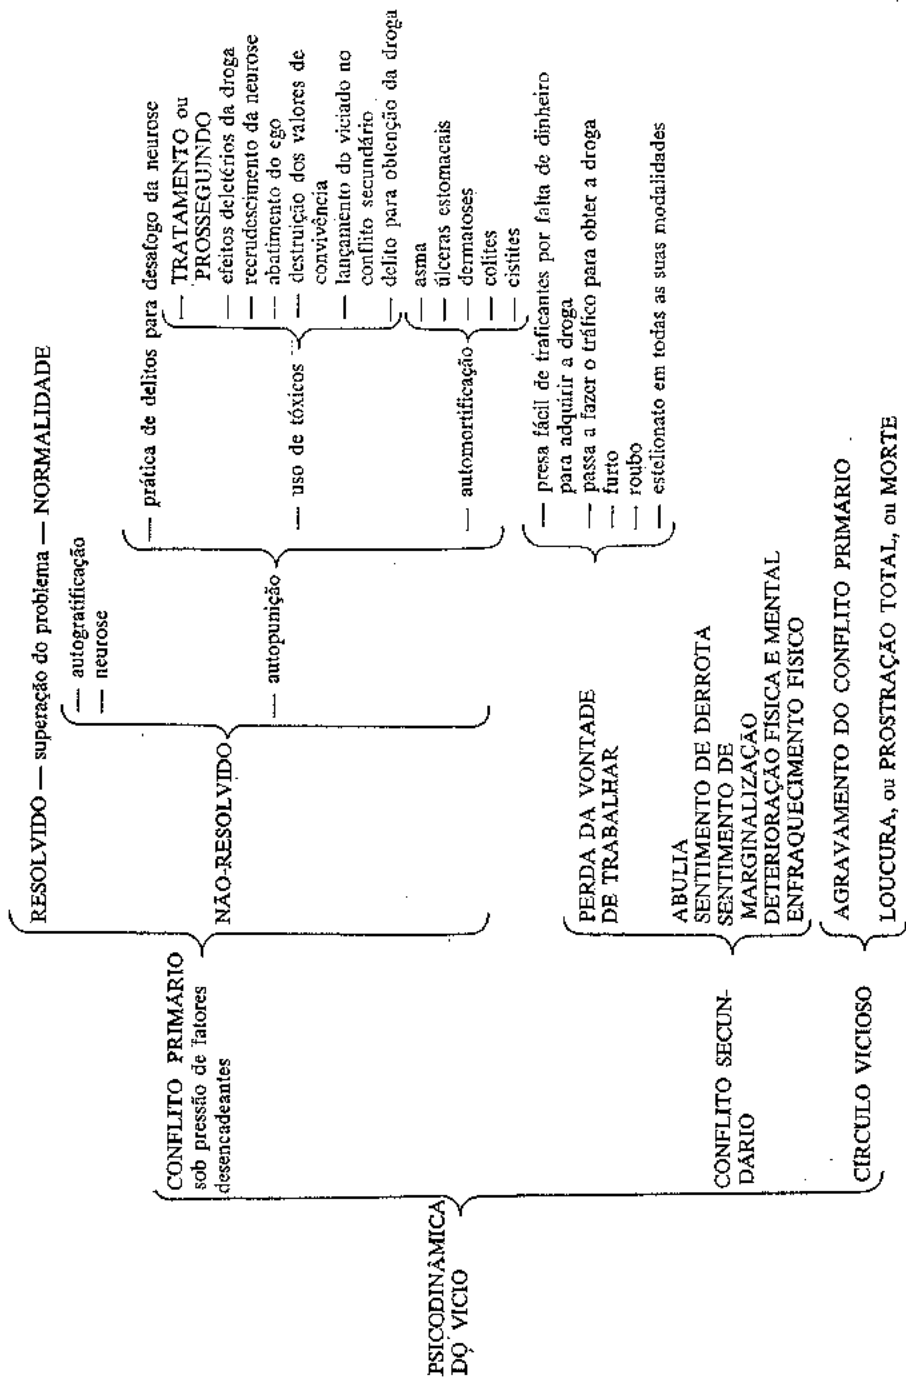 PSICODINÂMICA
DO VICIO
CONFLITO PRIMÁRIO
sob pressão de fatores
desencadeantes
RESOLVIDO — superação do problema — NORMALIDADE
NÃO-RESOLVIDO
— autogratificação
— neurose
— autopunição
— prática de delitos para desafogo da neurose
— uso de tóxicos
— TRATAMENTO ou
PROSSEGUINDO
— efeitos deletérios da droga
— recrudescimento da neurose
— abatimento do ego
— destruição dos valores de
convivência
— lançamento do viciado no
conflito secundário
— delito para obtenção da droga
— automortificação
— asma
— úlceras estomacais
— dermatoses
— colites
— cistites
CONFLITO SECUN-
DÁRIO
PERDA DA VONTADE
DE TRABALHAR
— presa fácil de traficantes por falta de dinheiro
para adquirir a droga
— passa a fazer o tráfico para obter a droga
— furto
— roubo
— estelionato em todas as suas modalidades
ABULIA
SENTIMENTO DE DERROTA
SENTIMENTO DE
MARGINALIZAÇÃO
DETERIORAÇÃO FÍSICA E MENTAL
ENFRAQUECIMENTO FÍSICO
CÍRCULO VICIOSO
AGRAVAMENTO DO CONFLITO PRIMÁRIO
LOUCURA, ou PROSTRAÇÃO TOTAL, ou MORTE